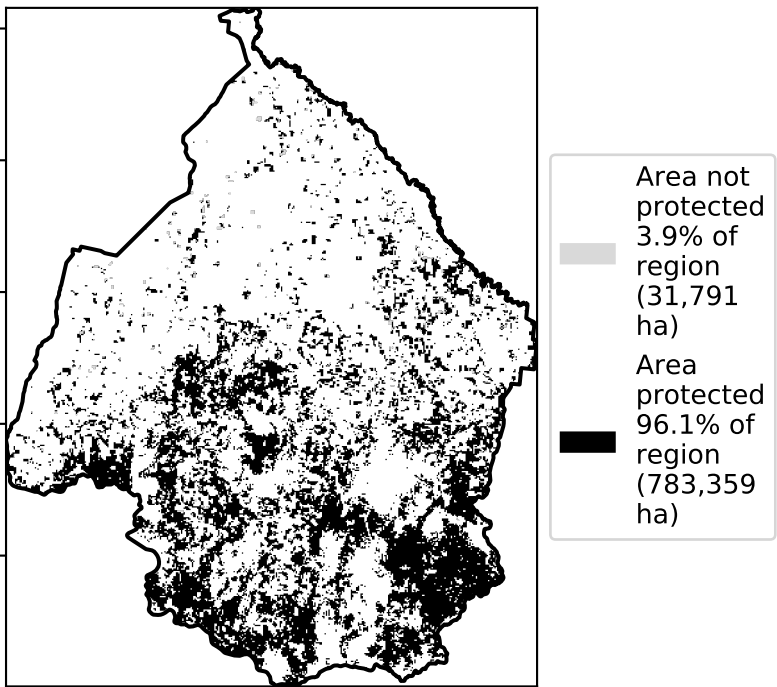 Area not
protected
3.9% of
region
(31,791
ha)
Area
protected
96.1% of
region
(783,359
ha)